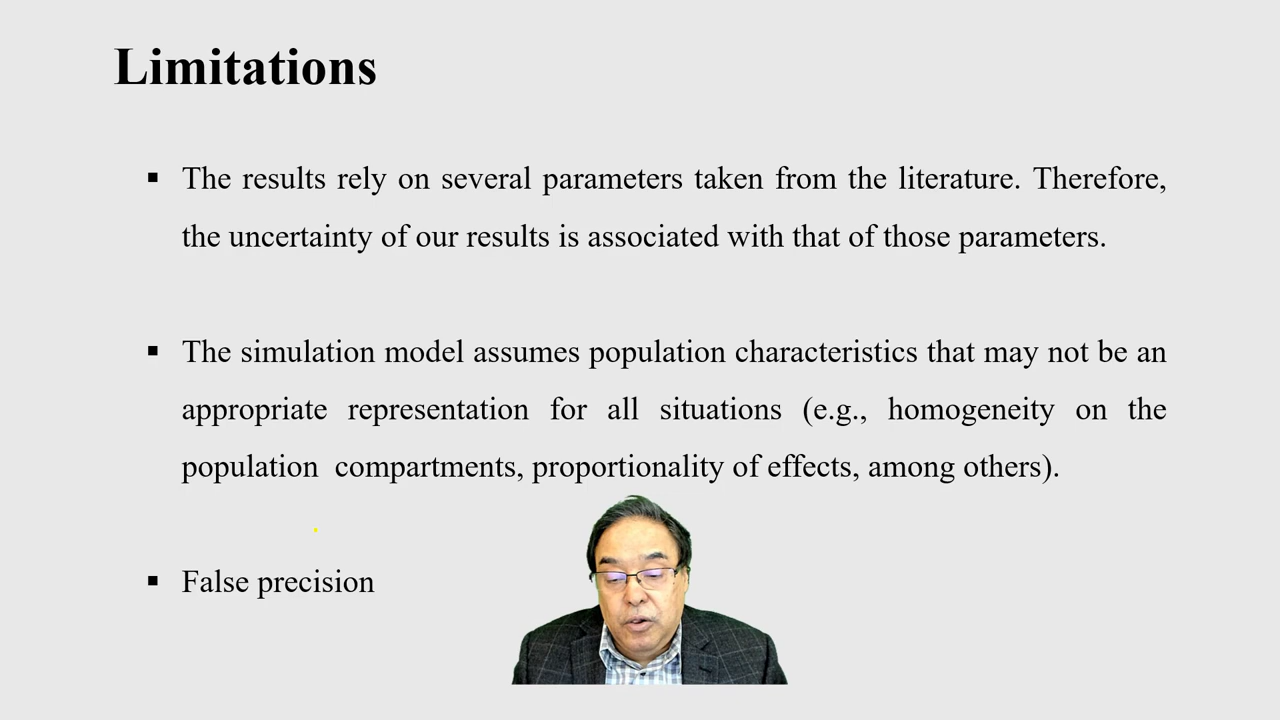 Limitations
▪ The results rely on several parameters taken from the literature. Therefore,
the uncertainty of our results is associated with that of those parameters.
▪ The simulation model assumes population characteristics that may not be an
appropriate representation for all situations (e.g., homogeneity on the
population compartments, proportionality of effects, among others).
▪ False precision